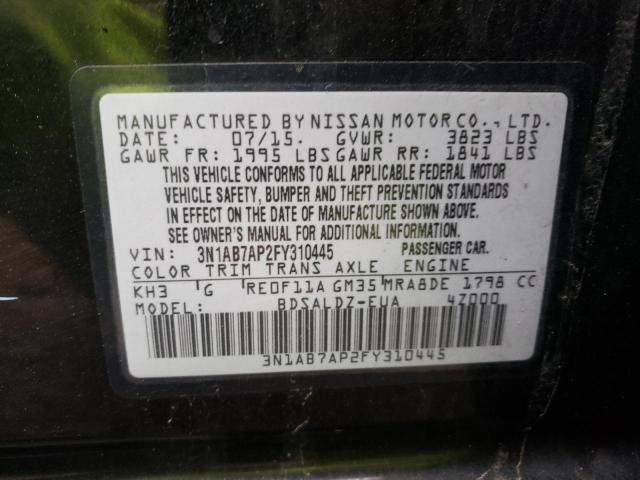 MANUFACTURED BY NISSAN MOTOR CO., LTD.
DATE: 07/15. GVWR: 3823 LBS
GAWR FR: 1995 LBS GAWR RR: 1841 LBS
THIS VEHICLE CONFORMS TO ALL APPLICABLE FEDERAL MOTOR
VEHICLE SAFETY, BUMPER AND THEFT PREVENTION STANDARDS
IN EFFECT ON THE DATE OF MANUFACTURE SHOWN ABOVE.
SEE OWNER'S MANUAL FOR ADDITIONAL INFORMATION.
VIN: 3N1AB7AP2FY310445 PASSENGER CAR.
COLOR TRIM TRANS AXLE ENGINE
KH3 G RE0F11A GM35 MRA8DE 1798 CC
MODEL: BDSALDZ-EUA 4Z000
3N1AB7AP2FY310445